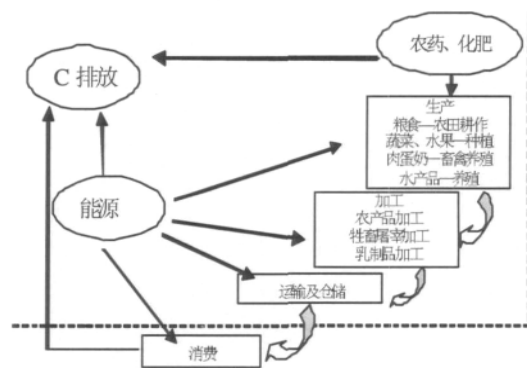 农药、化肥
C 排放
生产
粮食—农田耕作
蔬菜、水果—种植
肉蛋奶—畜禽养殖
水产品—养殖
能源
加工
农产品加工
牲畜屠宰加工
乳制品加工
运输及仓储
消费